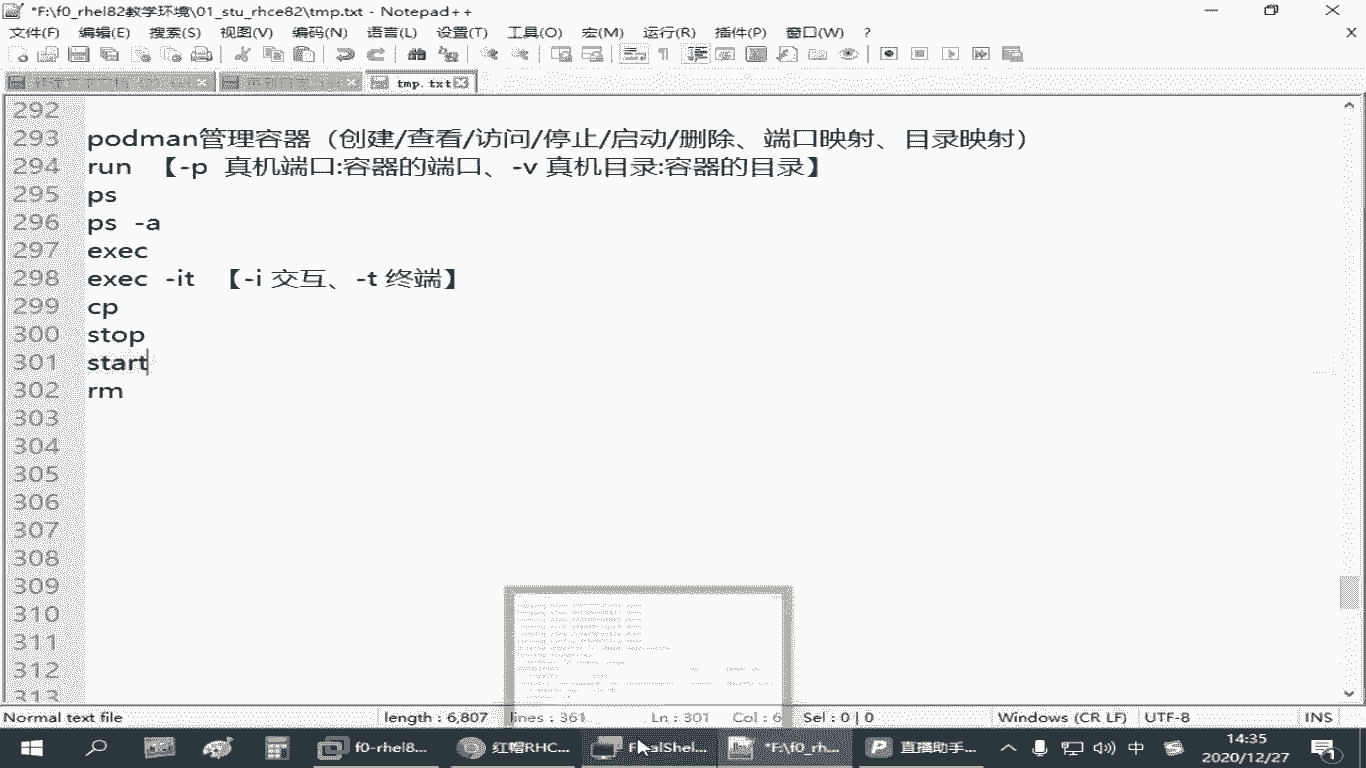 *F:\f0_rhel82教学环境\01_stu_rhce82\tmp.txt - Notepad++
文件(F) 编辑(E) 搜索(S) 视图(V) 编码(N) 语言(L) 设置(T) 工具(O) 宏(M) 运行(R) 插件(P) 窗口(W) ?
tmp.txt
292
293 podman管理容器（创建/查看/访问/停止/启动/删除、端口映射、目录映射）
294 run 【-p 真机端口:容器的端口、-v 真机目录:容器的目录】
295 ps
296 ps -a
297 exec
298 exec -it 【-i 交互、-t 终端】
299 cp
300 stop
301 start
302 rm
303
304
305
306
307
308
309
310
311
312
313
Normal text file length : 6,807 lines : 361 Ln : 301 Col : 6 Sel : 0 | 0 Windows (CR LF) UTF-8 INS
f0-rhel8... 红帽RHC... FinalShel... *F:\f0_rh... 直播助手... 中 14:35
2020/12/27